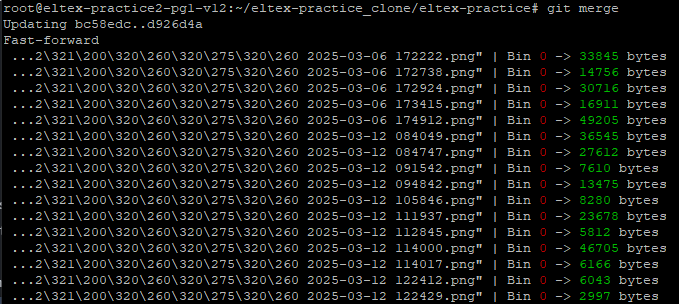 root@eltex-practice2-pg1-v12:~/eltex-practice_clone/eltex-practice# git merge
Updating bc58edc..d926d4a
Fast-forward
...2\321\200\320\260\320\275\320\260 2025-03-06 172222.png" | Bin 0 -> 33845 bytes
...2\321\200\320\260\320\275\320\260 2025-03-06 172738.png" | Bin 0 -> 14756 bytes
...2\321\200\320\260\320\275\320\260 2025-03-06 172924.png" | Bin 0 -> 30716 bytes
...2\321\200\320\260\320\275\320\260 2025-03-06 173415.png" | Bin 0 -> 16911 bytes
...2\321\200\320\260\320\275\320\260 2025-03-06 174912.png" | Bin 0 -> 49205 bytes
...2\321\200\320\260\320\275\320\260 2025-03-12 084049.png" | Bin 0 -> 36545 bytes
...2\321\200\320\260\320\275\320\260 2025-03-12 084747.png" | Bin 0 -> 27612 bytes
...2\321\200\320\260\320\275\320\260 2025-03-12 091542.png" | Bin 0 -> 7610 bytes
...2\321\200\320\260\320\275\320\260 2025-03-12 094842.png" | Bin 0 -> 13475 bytes
...2\321\200\320\260\320\275\320\260 2025-03-12 105846.png" | Bin 0 -> 8280 bytes
...2\321\200\320\260\320\275\320\260 2025-03-12 111937.png" | Bin 0 -> 23678 bytes
...2\321\200\320\260\320\275\320\260 2025-03-12 112845.png" | Bin 0 -> 5812 bytes
...2\321\200\320\260\320\275\320\260 2025-03-12 114000.png" | Bin 0 -> 46705 bytes
...2\321\200\320\260\320\275\320\260 2025-03-12 114017.png" | Bin 0 -> 6166 bytes
...2\321\200\320\260\320\275\320\260 2025-03-12 122412.png" | Bin 0 -> 6043 bytes
...2\321\200\320\260\320\275\320\260 2025-03-12 122429.png" | Bin 0 -> 2997 bytes